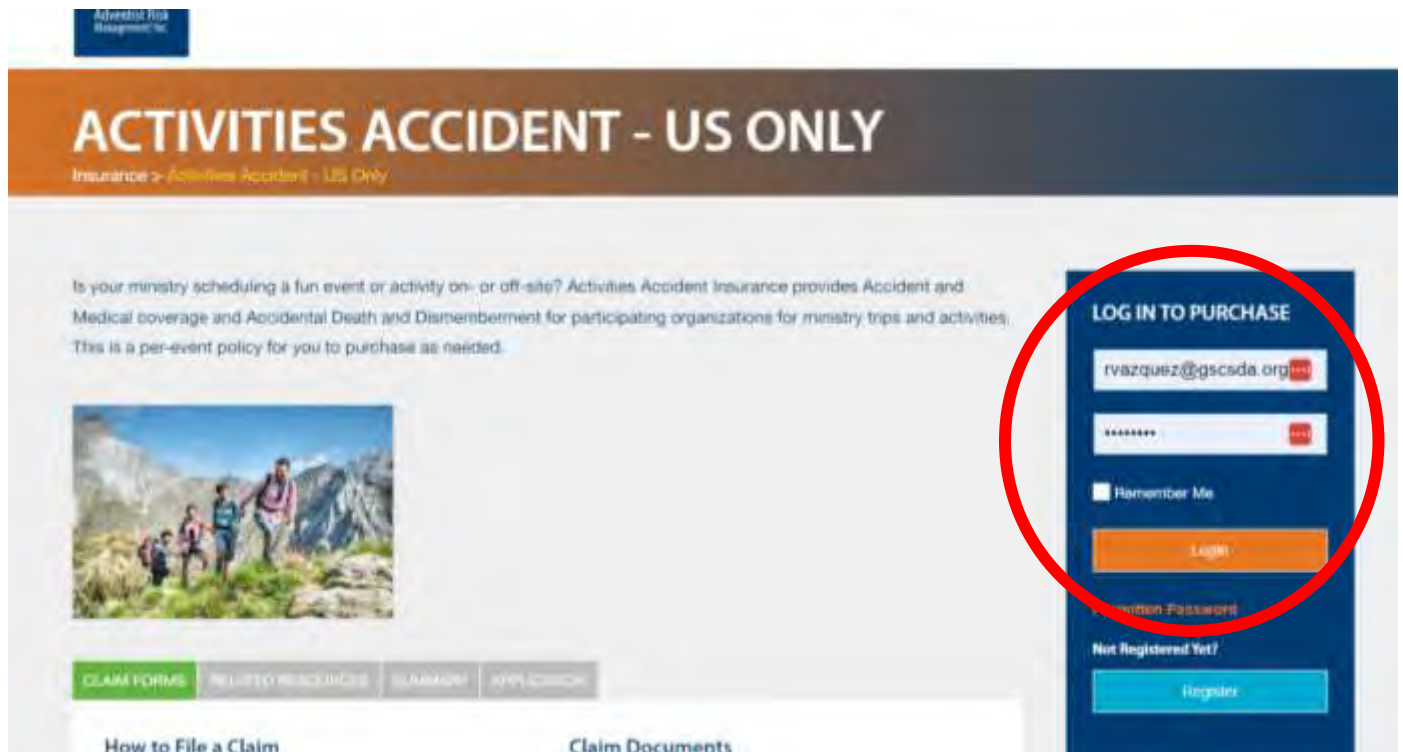 Adventist Risk
Management, Inc.
ACTIVITIES ACCIDENT - US ONLY
Insurance > Activities Accident - US Only
Is your ministry scheduling a fun event or activity on- or off-site? Activities Accident Insurance provides Accident and
Medical coverage and Accidental Death and Dismemberment for participating organizations for ministry trips and activities.
This is a per-event policy for you to purchase as needed.
LOG IN TO PURCHASE
rvazquez@gscsda.org
••••••••
Remember Me
Login
Forgotten Password
Not Registered Yet?
Register
CLAIM FORMS
RELATED RESOURCES
SUMMARY
APPLICATION
How to File a Claim
Claim Documents